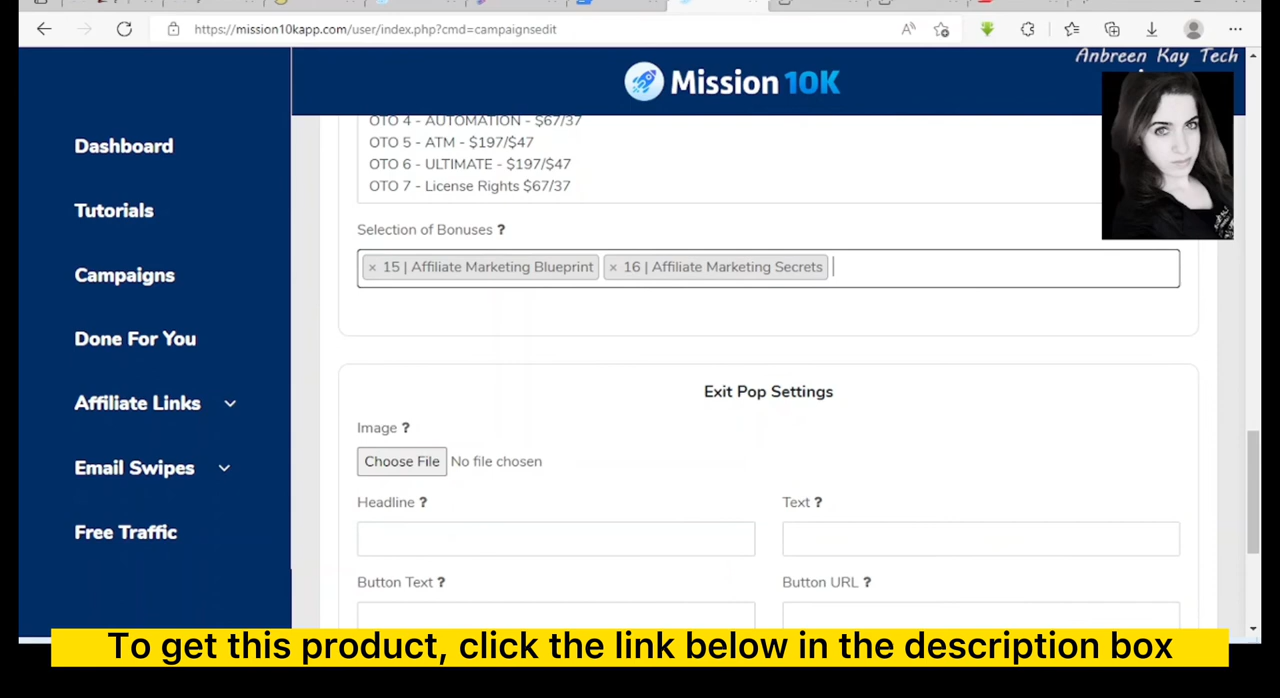 https://mission10kapp.com/user/index.php?cmd=campaignsedit
Anbreen Kay Tech
Mission 10K
Dashboard
Tutorials
Campaigns
Done For You
Affiliate Links
Email Swipes
Free Traffic
OTO 4 - AUTOMATION - $67/37
OTO 5 - ATM - $197/$47
OTO 6 - ULTIMATE - $197/$47
OTO 7 - License Rights $67/37
Selection of Bonuses ?
× 15 | Affiliate Marketing Blueprint × 16 | Affiliate Marketing Secrets
Exit Pop Settings
Image ?
Choose File No file chosen
Headline ? Text ?
Button Text ? Button URL ?
To get this product, click the link below in the description box